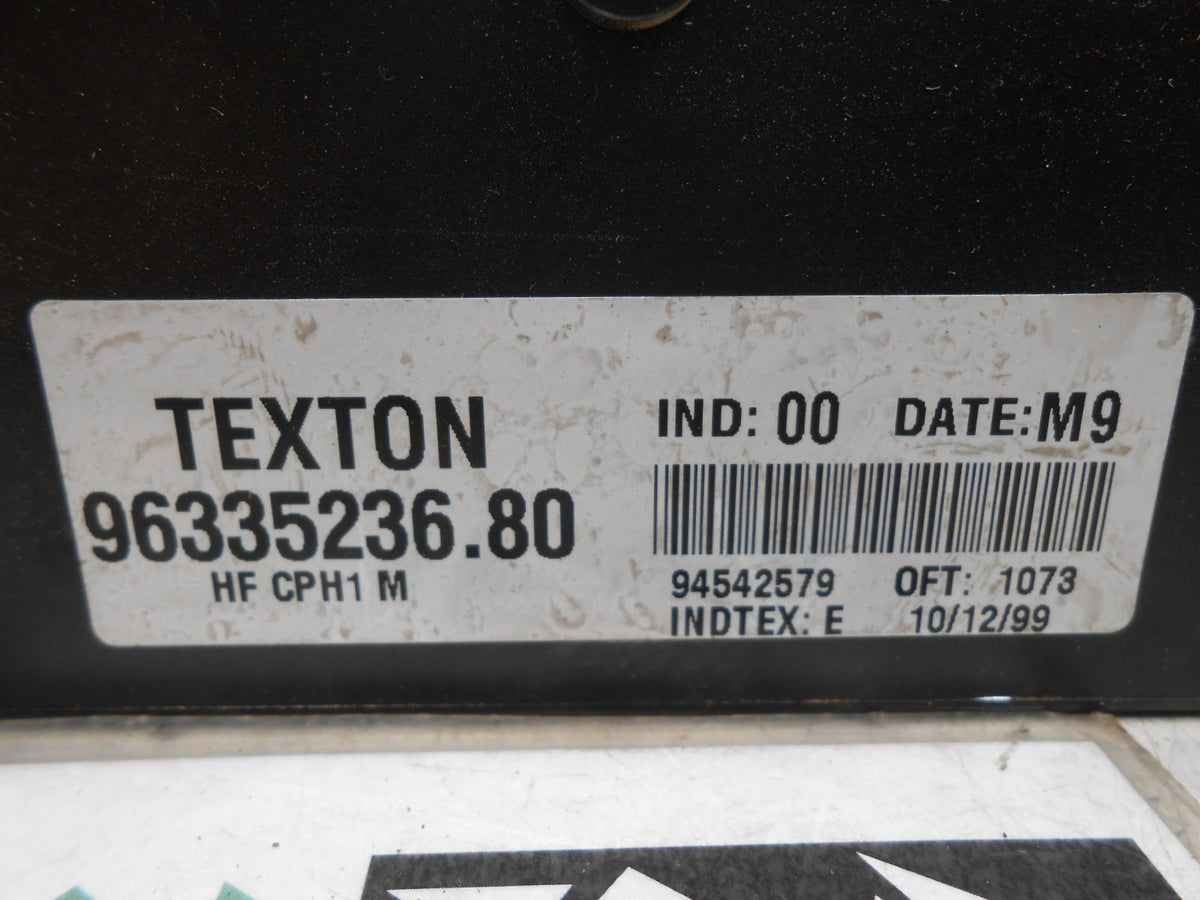 TEXTON
96335236.80
HF CPH1 M
IND: 00 DATE: M9
94542579 OFT: 1073
INDTEX: E 10/12/99